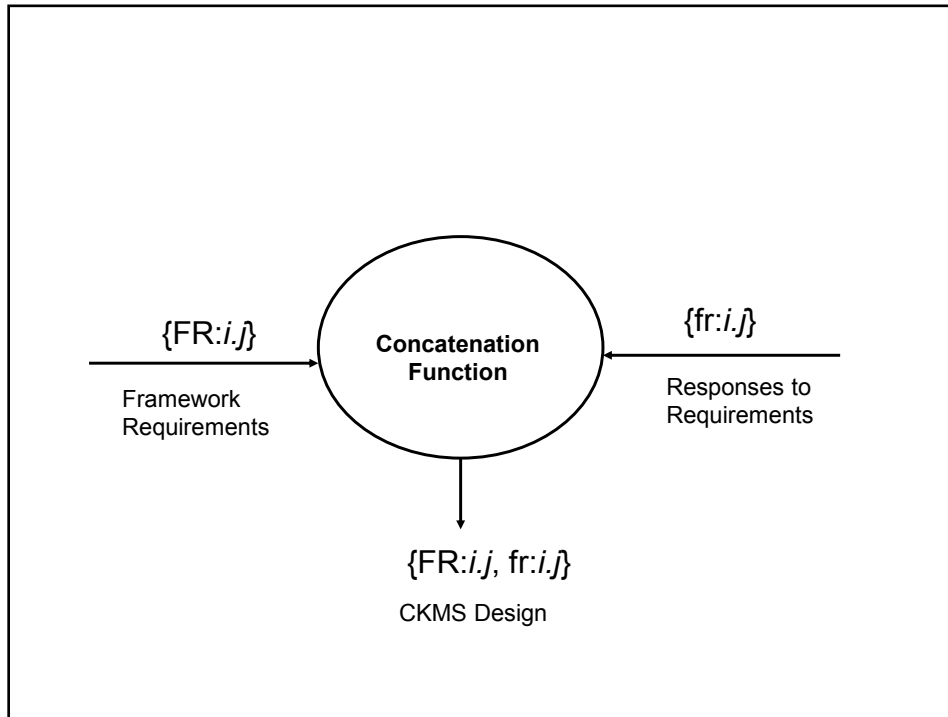 {FR:i.j}
Framework
Requirements
Concatenation
Function
{fr:i.j}
Responses to
Requirements
{FR:i.j, fr:i.j}
CKMS Design